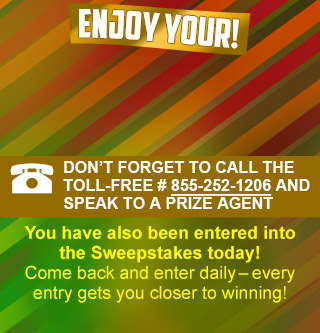 ENJOY YOUR!
DON'T FORGET TO CALL THE
TOLL-FREE # 855-252-1206 AND
SPEAK TO A PRIZE AGENT
You have also been entered into
the Sweepstakes today!
Come back and enter daily – every
entry gets you closer to winning!